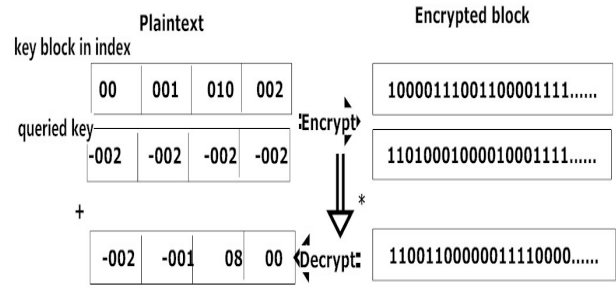 Plaintext
Encrypted block
key block in index
00 001 010 002
:Encrypt
10000111001100001111......
queried key
-002 -002 -002 -002
11010001000010001111......
+
*
-002 -001 08 00
Decrypt:
11001100000011110000......